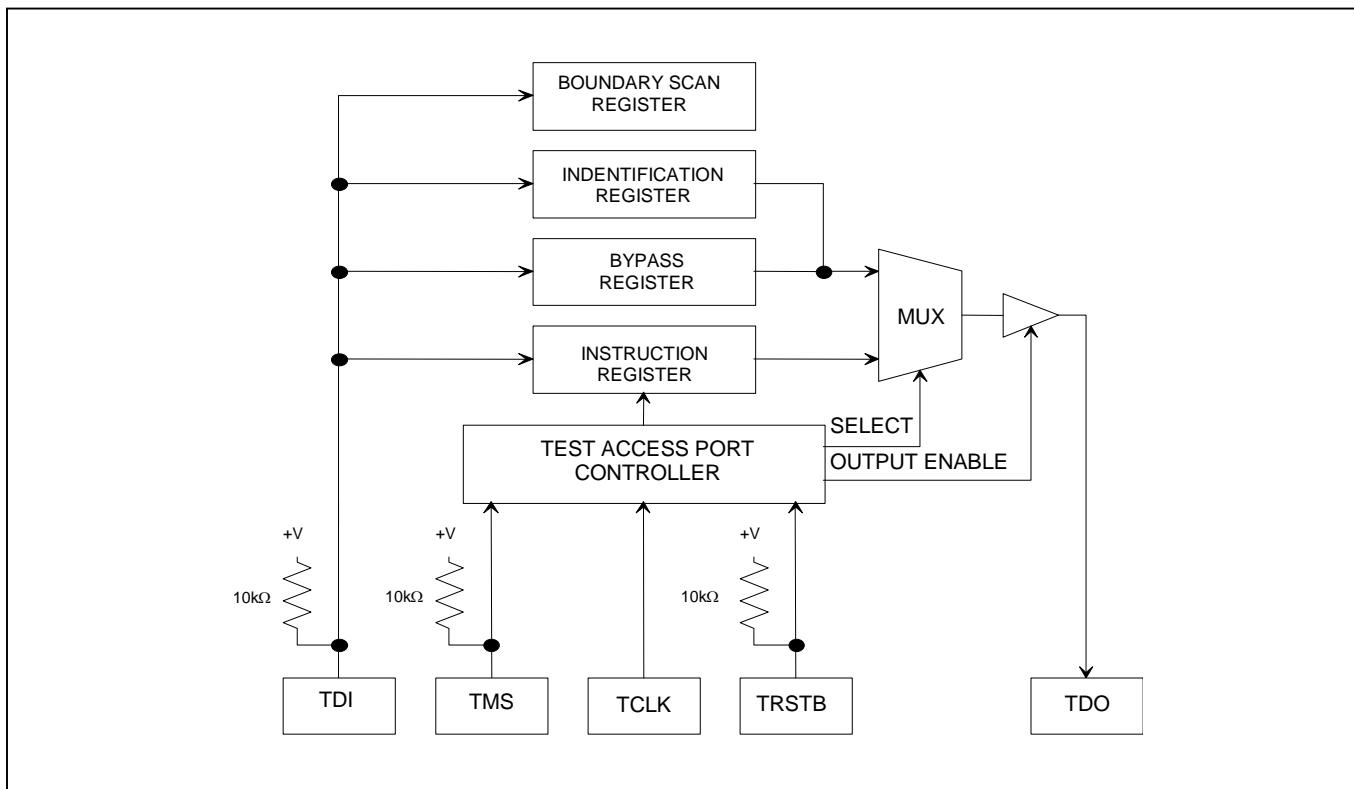 BOUNDARY SCAN
REGISTER
INDENTIFICATION
REGISTER
BYPASS
REGISTER
MUX
INSTRUCTION
REGISTER
SELECT
TEST ACCESS PORT
CONTROLLER
OUTPUT ENABLE
+V
+V
+V
10kΩ
10kΩ
10kΩ
TDI
TMS
TCLK
TRSTB
TDO